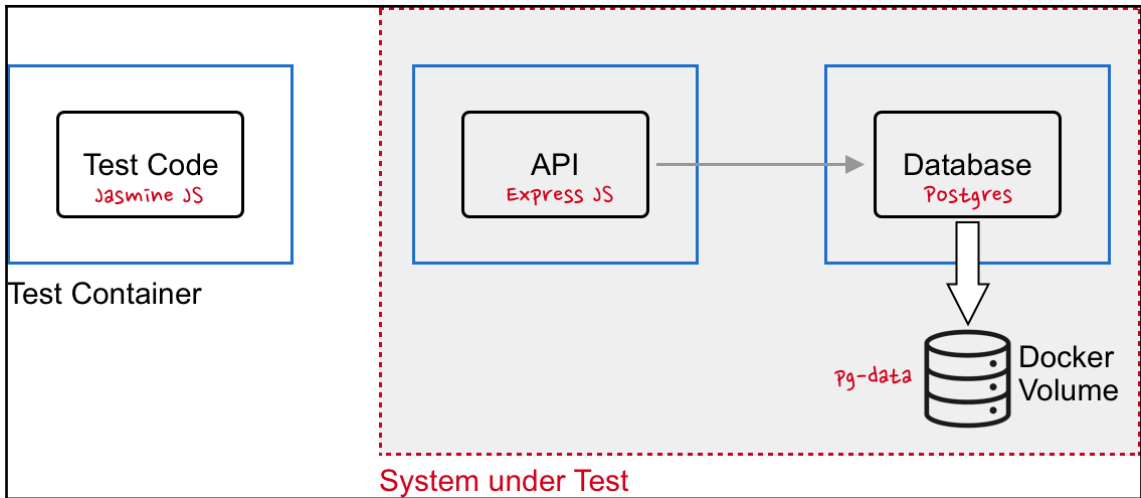 Test Code
Jasmine JS
API
Express JS
Database
Postgres
Test Container
Pg-data
Docker
Volume
System under Test